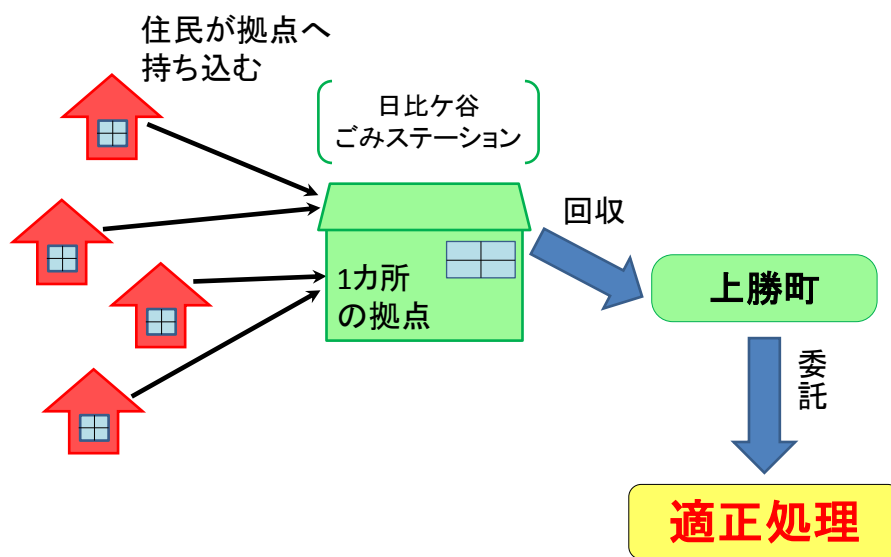 住民が拠点へ
持ち込む
日比ケ谷
ごみステーション
回収
1カ所
の拠点
上勝町
委託
適正処理